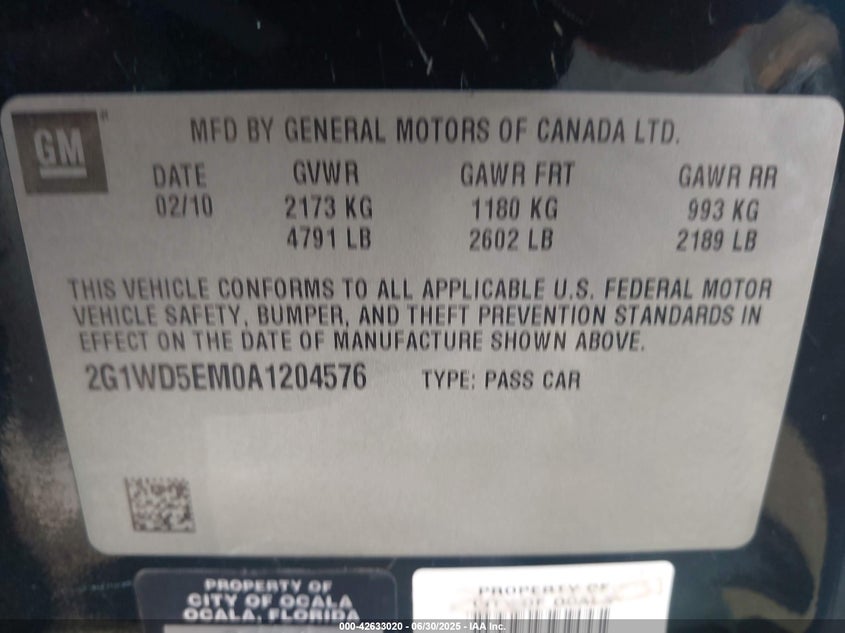 GM
MFD BY GENERAL MOTORS OF CANADA LTD.
DATE GVWR GAWR FRT GAWR RR
02/10 2173 KG 1180 KG 993 KG
4791 LB 2602 LB 2189 LB
THIS VEHICLE CONFORMS TO ALL APPLICABLE U.S. FEDERAL MOTOR
VEHICLE SAFETY, BUMPER, AND THEFT PREVENTION STANDARDS IN
EFFECT ON THE DATE OF MANUFACTURE SHOWN ABOVE.
2G1WD5EM0A1204576 TYPE: PASS CAR
PROPERTY OF
CITY OF OCALA
OCALA, FLORIDA
PROPERTY OF
CITY OF OCALA
000-42633020 - 06/30/2025 - IAA Inc.